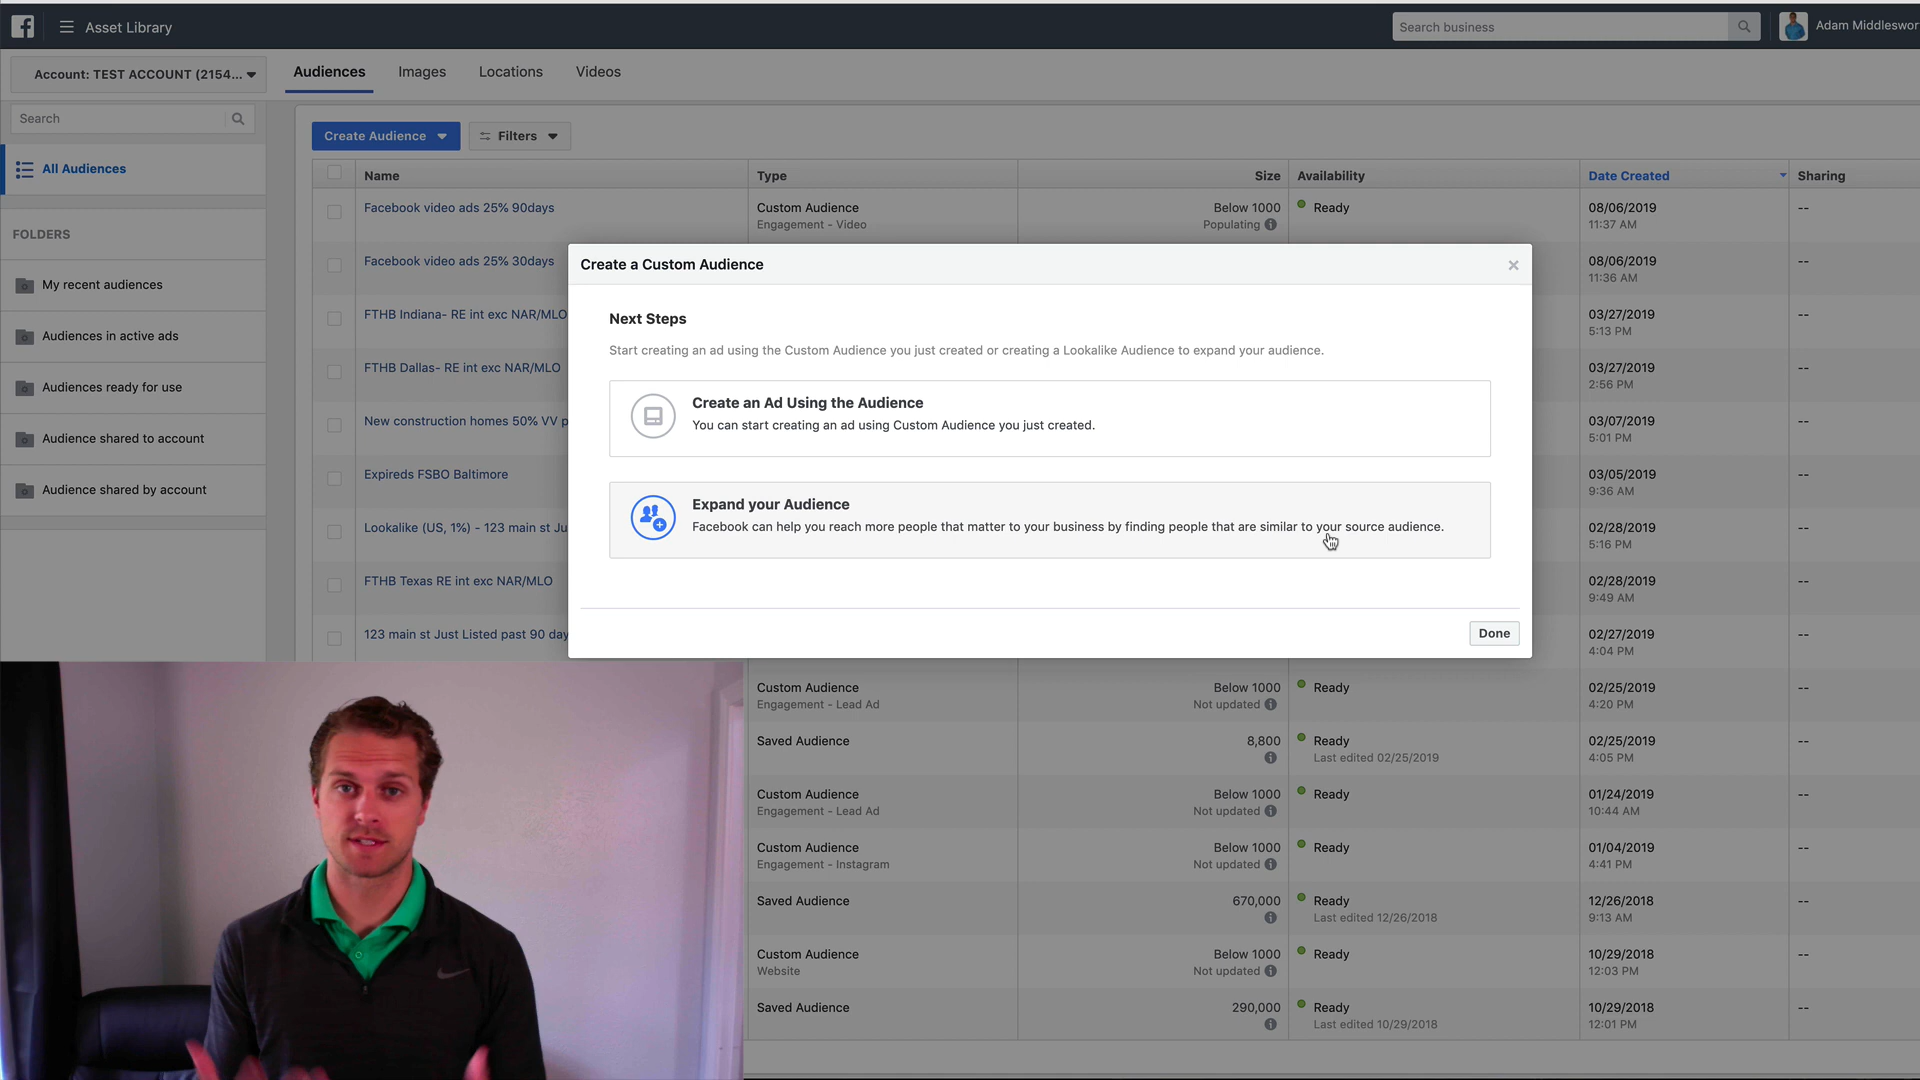 Asset Library
Search business
Adam Middleswor
Account: TEST ACCOUNT (2154...
Audiences
Images
Locations
Videos
Search
Create Audience
Filters
All Audiences
FOLDERS
My recent audiences
Audiences in active ads
Audiences ready for use
Audience shared to account
Audience shared by account
Name
Type
Size
Availability
Date Created
Sharing
Facebook video ads 25% 90days
Custom Audience
Engagement - Video
Below 1000
Populating
Ready
08/06/2019
11:37 AM
--
Facebook video ads 25% 30days
08/06/2019
11:36 AM
--
FTHB Indiana- RE int exc NAR/MLO
03/27/2019
5:13 PM
--
FTHB Dallas- RE int exc NAR/MLO
03/27/2019
2:56 PM
--
New construction homes 50% VV p
03/07/2019
5:01 PM
--
Expireds FSBO Baltimore
03/05/2019
9:36 AM
--
Lookalike (US, 1%) - 123 main st Ju
02/28/2019
5:16 PM
--
FTHB Texas RE int exc NAR/MLO
02/28/2019
9:49 AM
--
123 main st Just Listed past 90 day
02/27/2019
4:04 PM
--
Create a Custom Audience
Next Steps
Start creating an ad using the Custom Audience you just created or creating a Lookalike Audience to expand your audience.
Create an Ad Using the Audience
You can start creating an ad using Custom Audience you just created.
Expand your Audience
Facebook can help you reach more people that matter to your business by finding people that are similar to your source audience.
Done
Custom Audience
Engagement - Lead Ad
Below 1000
Not updated
Ready
02/25/2019
4:20 PM
--
Saved Audience
8,800
Ready
Last edited 02/25/2019
02/25/2019
4:05 PM
--
Custom Audience
Engagement - Lead Ad
Below 1000
Not updated
Ready
01/24/2019
10:44 AM
--
Custom Audience
Engagement - Instagram
Below 1000
Not updated
Ready
01/04/2019
4:41 PM
--
Saved Audience
670,000
Ready
Last edited 12/26/2018
12/26/2018
9:13 AM
--
Custom Audience
Website
Below 1000
Not updated
Ready
10/29/2018
12:03 PM
--
Saved Audience
290,000
Ready
Last edited 10/29/2018
10/29/2018
12:01 PM
--